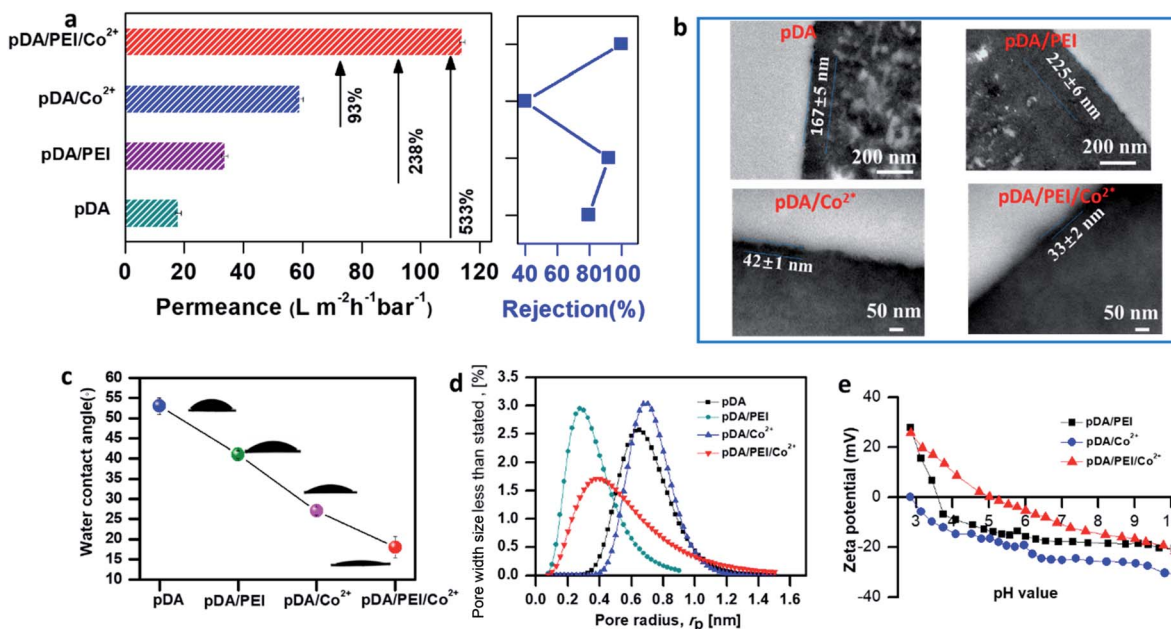 a
pDA/PEI/Co²⁺
pDA/Co²⁺
pDA/PEI
pDA
93%
238%
533%
0 20 40 60 80 100 120
Permeance (L m⁻²h⁻¹bar⁻¹)
40 60 80 100
Rejection(%)
b
pDA
167±5 nm
200 nm
pDA/PEI
225±6 nm
200 nm
pDA/Co²⁺
42±1 nm
50 nm
pDA/PEI/Co²⁺
33±2 nm
50 nm
c
Water contact angle(·)
60
55
50
45
40
35
30
25
20
15
10
pDA pDA/PEI pDA/Co²⁺ pDA/PEI/Co²⁺
d
Pore width size less than stated , [%]
3.5
3.0
2.5
2.0
1.5
1.0
0.5
0.0
pDA
pDA/PEI
pDA/Co²⁺
pDA/PEI/Co²⁺
0.0 0.2 0.4 0.6 0.8 1.0 1.2 1.4 1.6
Pore radius, rp [nm]
e
Zeta potential (mV)
40
20
0
-20
-40
pDA/PEI
pDA/Co²⁺
pDA/PEI/Co²⁺
3 4 5 6 7 8 9
pH value